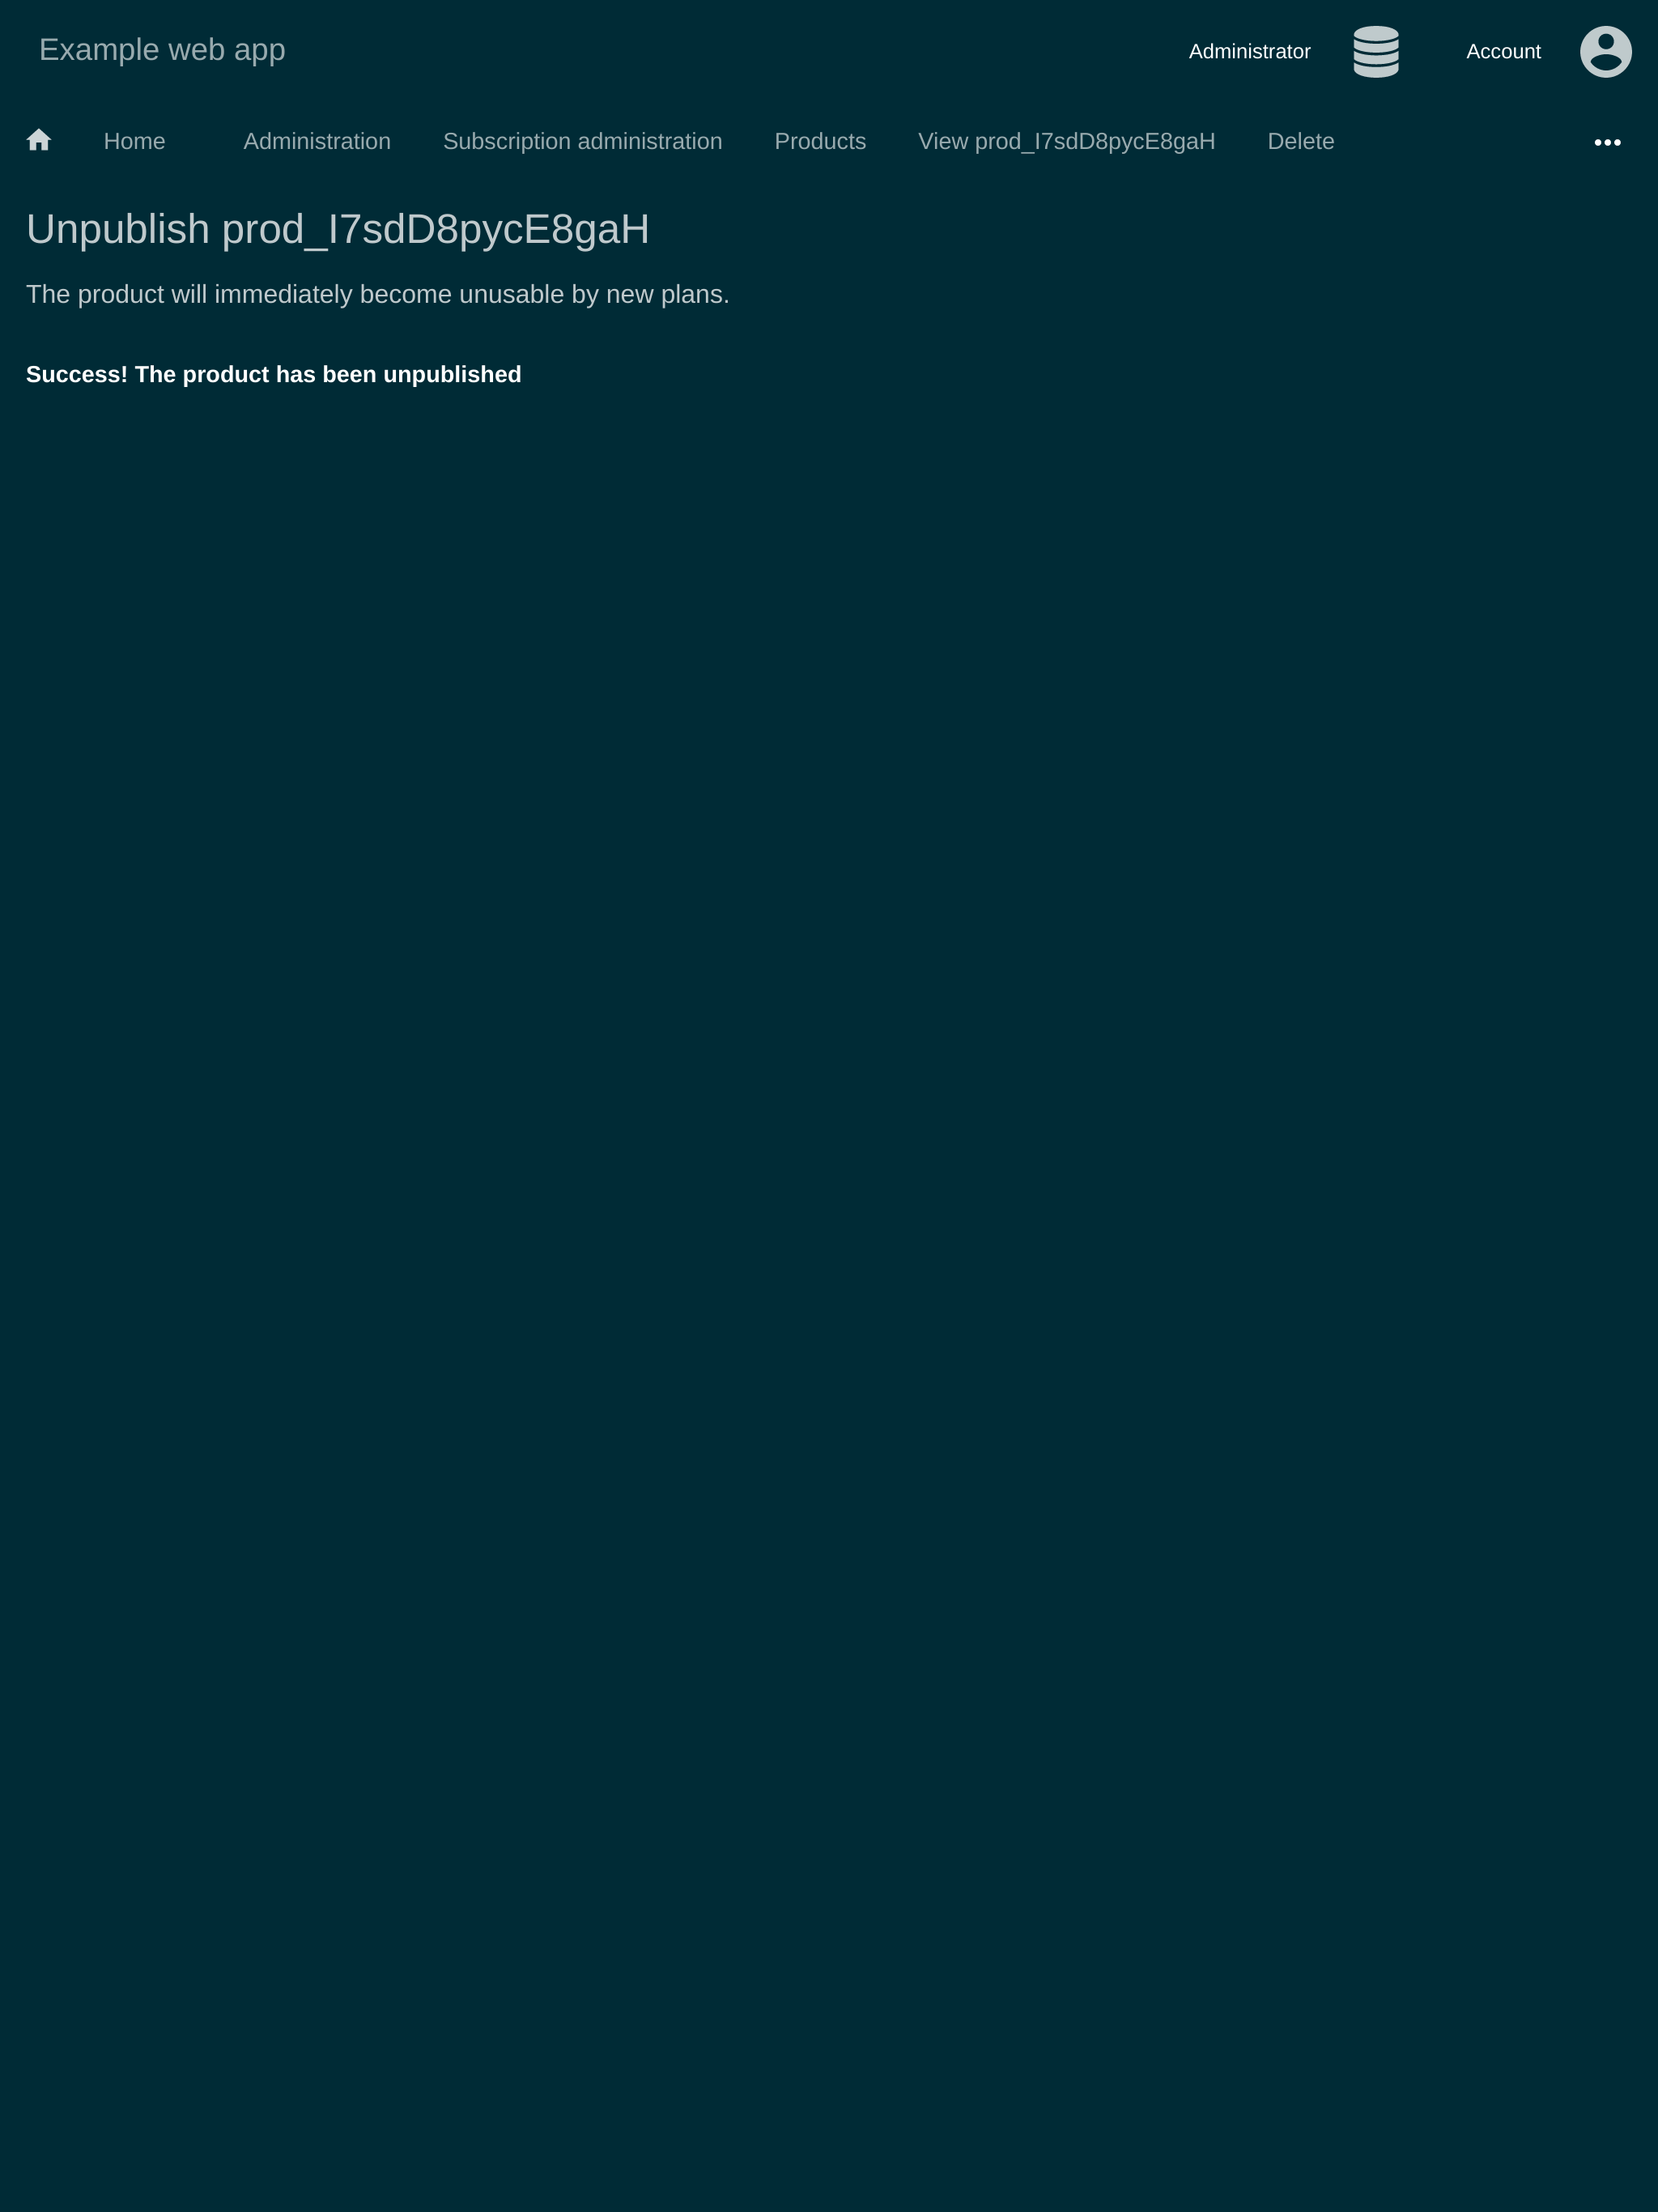 Example web app
Administrator
Account
Home Administration Subscription administration Products View prod_I7sdD8pycE8gaH Delete
Unpublish prod_I7sdD8pycE8gaH
The product will immediately become unusable by new plans.
Success! The product has been unpublished